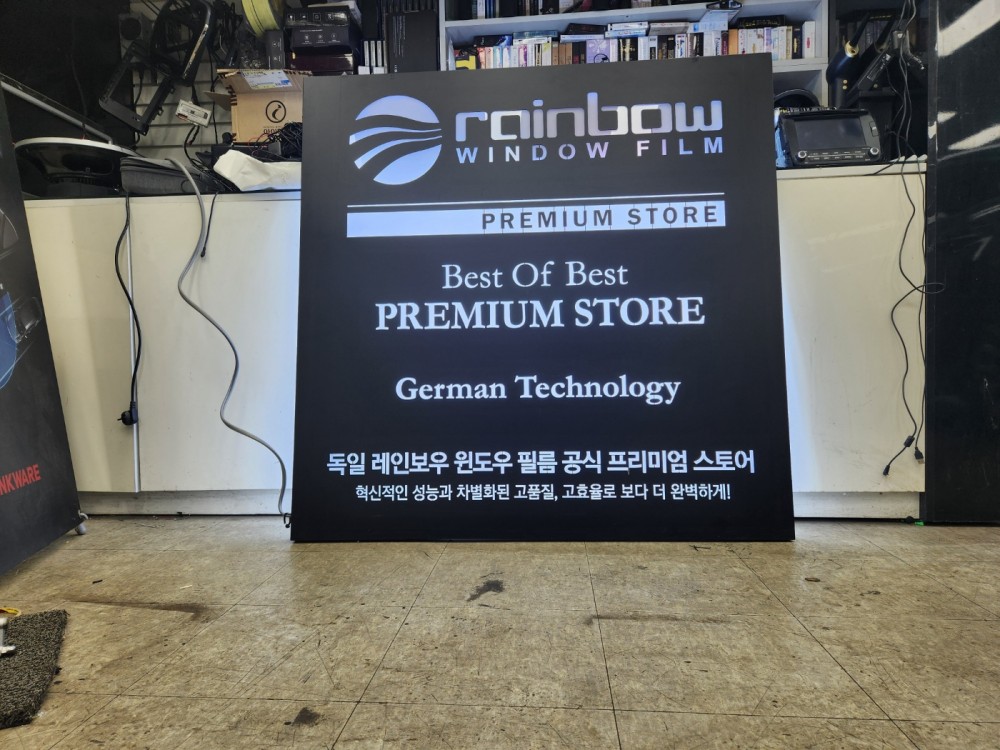 rainbow
WINDOW FILM
PREMIUM STORE
Best Of Best
PREMIUM STORE
German Technology
독일 레인보우 윈도우 필름 공식 프리미엄 스토어
혁신적인 성능과 차별화된 고품질, 고효율로 보다 더 완벽하게!
NKWARE